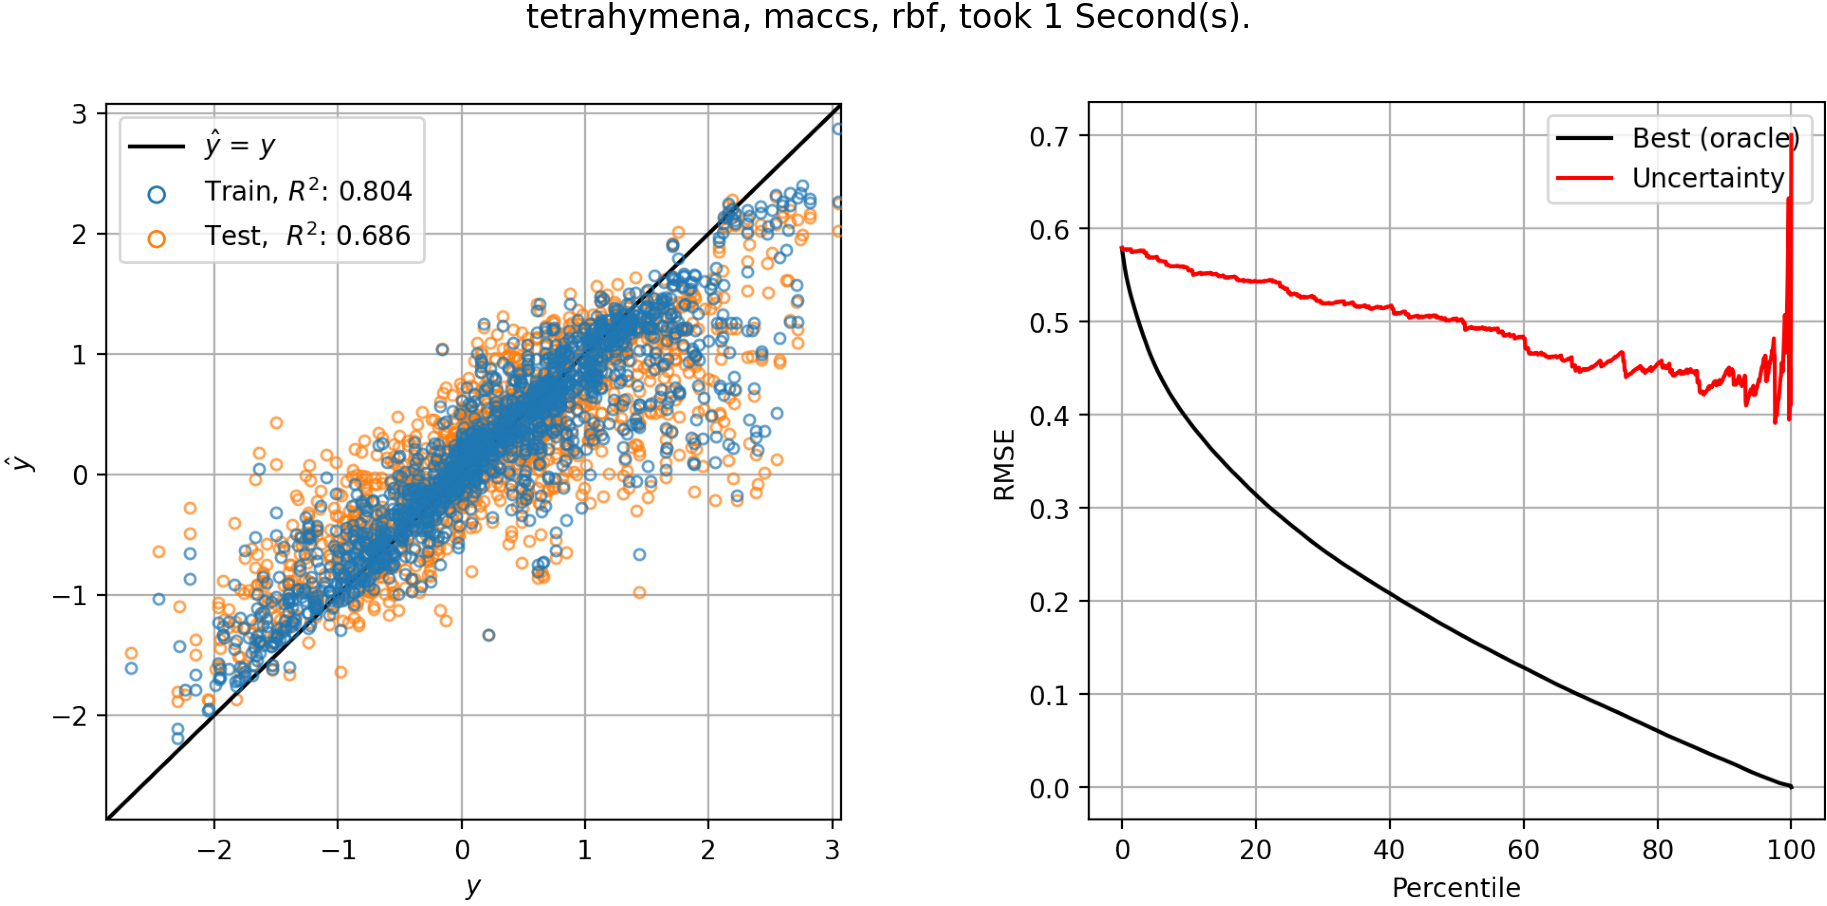 tetrahymena, maccs, rbf, took 1 Second(s).
ŷ = y
Train, R²: 0.804
Test, R²: 0.686
3
2
1
0
−1
−2
ŷ
−2 −1 0 1 2 3
y
Best (oracle)
Uncertainty
0.7
0.6
0.5
0.4
0.3
0.2
0.1
0.0
RMSE
0 20 40 60 80 100
Percentile